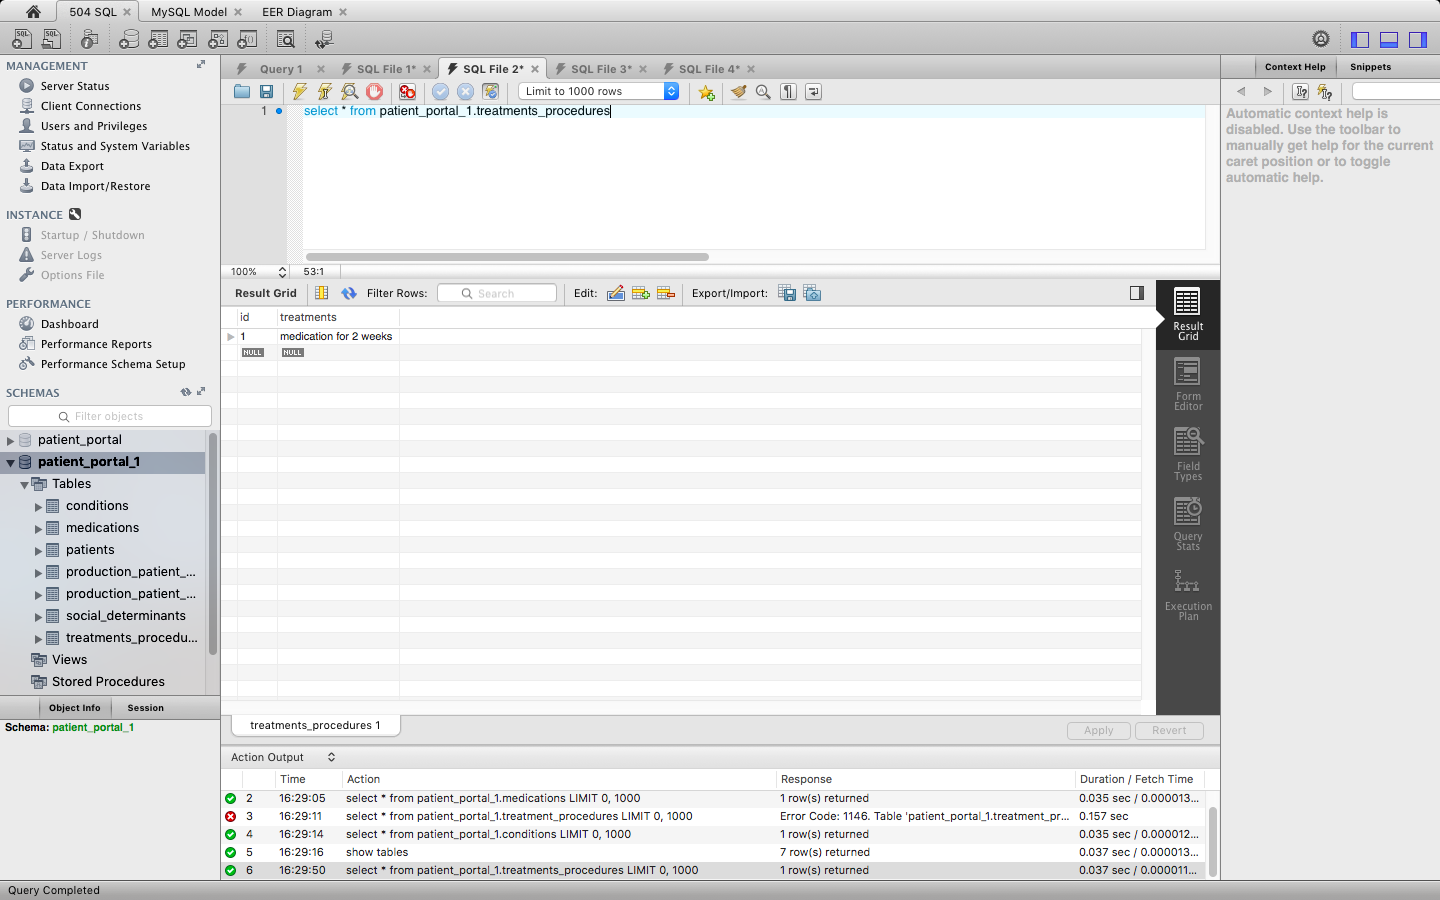 504 SQL
MySQL Model
EER Diagram
MANAGEMENT
Server Status
Client Connections
Users and Privileges
Status and System Variables
Data Export
Data Import/Restore
INSTANCE
Startup / Shutdown
Server Logs
Options File
PERFORMANCE
Dashboard
Performance Reports
Performance Schema Setup
SCHEMAS
Filter objects
patient_portal
patient_portal_1
Tables
conditions
medications
patients
production_patient_...
production_patient_...
social_determinants
treatments_procedu...
Views
Stored Procedures
Object Info Session
Schema: patient_portal_1
Query 1
SQL File 1*
SQL File 2*
SQL File 3*
SQL File 4*
Limit to 1000 rows
1 select * from patient_portal_1.treatments_procedures
100% 53:1
Result Grid Filter Rows: Search Edit: Export/Import:
id treatments
1 medication for 2 weeks
NULL NULL
Result
Grid
Form
Editor
Field
Types
Query
Stats
Execution
Plan
treatments_procedures 1
Apply Revert
Action Output
Time Action Response Duration / Fetch Time
2 16:29:05 select * from patient_portal_1.medications LIMIT 0, 1000 1 row(s) returned 0.035 sec / 0.000013...
3 16:29:11 select * from patient_portal_1.treatment_procedures LIMIT 0, 1000 Error Code: 1146. Table 'patient_portal_1.treatment_pr... 0.157 sec
4 16:29:14 select * from patient_portal_1.conditions LIMIT 0, 1000 1 row(s) returned 0.035 sec / 0.000012...
5 16:29:16 show tables 7 row(s) returned 0.037 sec / 0.000013...
6 16:29:50 select * from patient_portal_1.treatments_procedures LIMIT 0, 1000 1 row(s) returned 0.037 sec / 0.000011...
Context Help Snippets
Automatic context help is
disabled. Use the toolbar to
manually get help for the current
caret position or to toggle
automatic help.
Query Completed